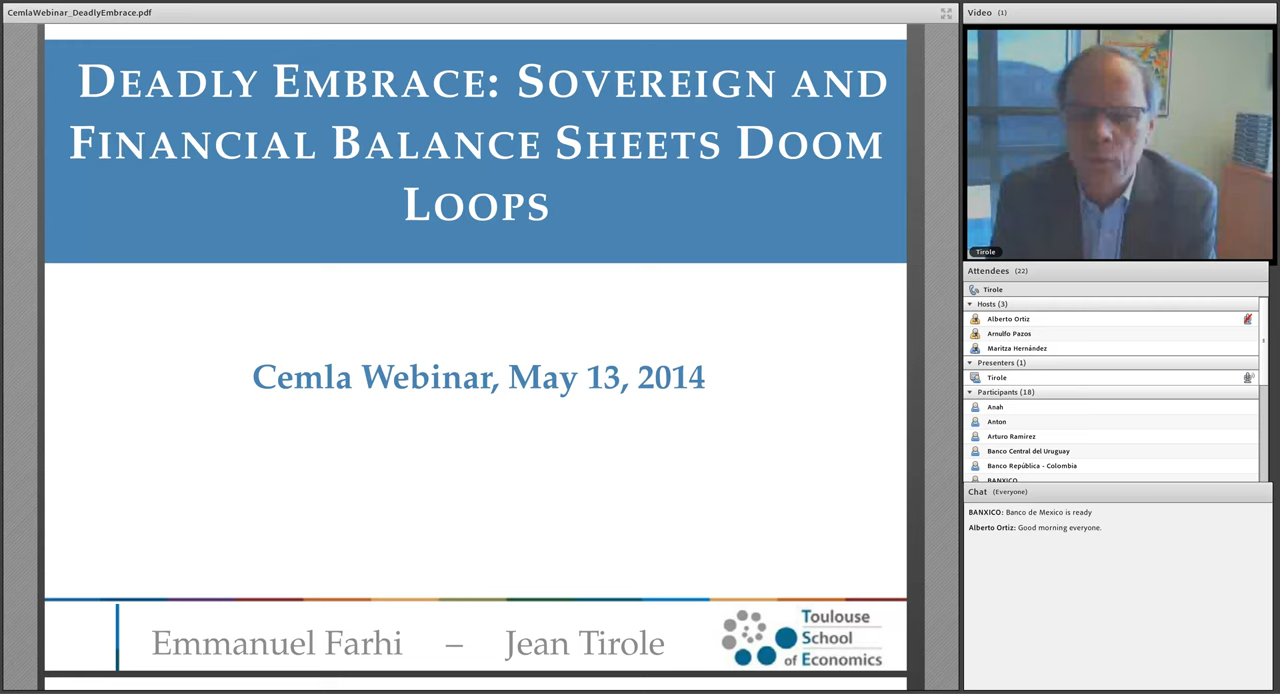 CemlaWebinar_DeadlyEmbrace.pdf
DEADLY EMBRACE: SOVEREIGN AND
FINANCIAL BALANCE SHEETS DOOM
LOOPS
Cemla Webinar, May 13, 2014
Emmanuel Farhi – Jean Tirole
Toulouse
School
of Economics
Video (1)
Tirole
Attendees (22)
Tirole
Hosts (3)
Alberto Ortiz
Arnulfo Pazos
Maritza Hernández
Presenters (1)
Tirole
Participants (18)
Anah
Anton
Arturo Ramirez
Banco Central del Uruguay
Banco República - Colombia
BANXICO
Chat (Everyone)
BANXICO: Banco de Mexico is ready
Alberto Ortiz: Good morning everyone.